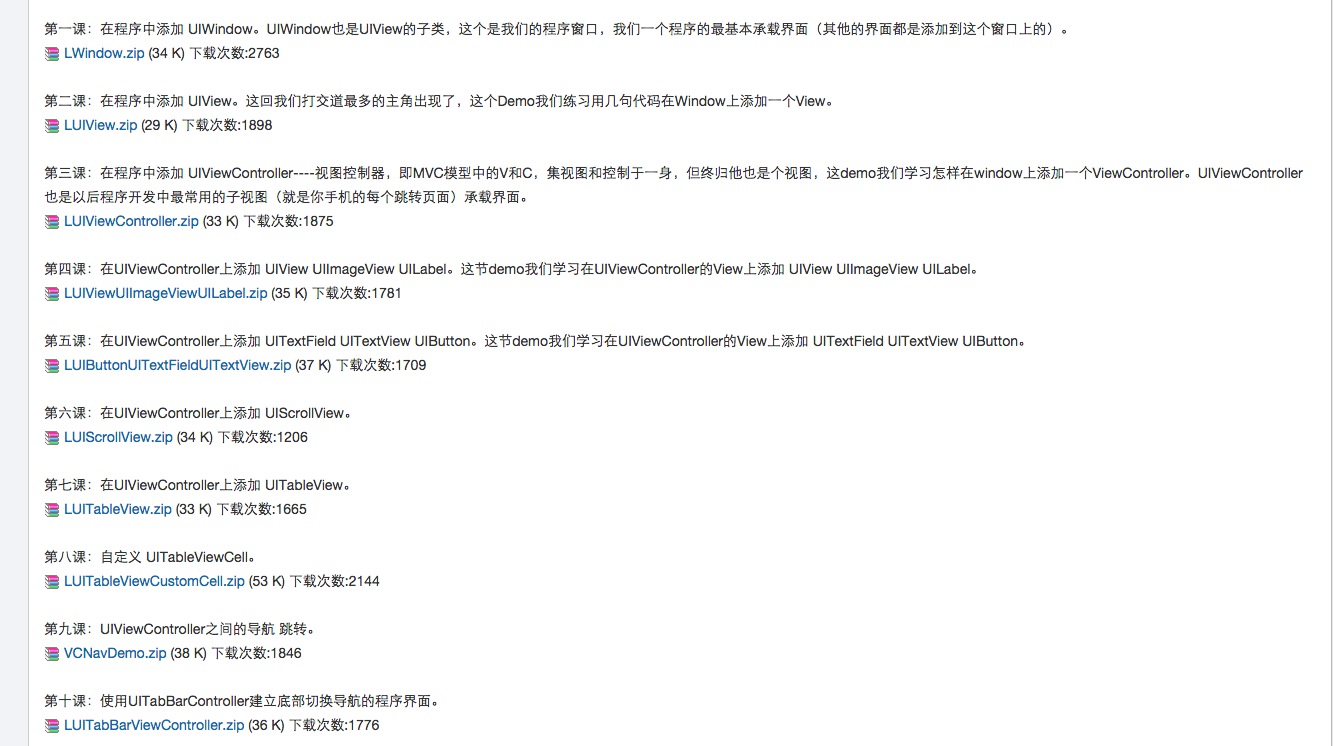 第一课：在程序中添加 UIWindow。UIWindow也是UIView的子类，这个是我们的程序窗口，我们一个程序的最基本承载界面（其他的界面都是添加到这个窗口上的）。
LWindow.zip (34 K) 下载次数:2763
第二课：在程序中添加 UIView。这回我们打交道最多的主角出现了，这个Demo我们练习用几句代码在Window上添加一个View。
LUIView.zip (29 K) 下载次数:1898
第三课：在程序中添加 UIViewController----视图控制器，即MVC模型中的V和C，集视图和控制于一身，但终归他也是个视图，这demo我们学习怎样在window上添加一个ViewController。UIViewController
也是以后程序开发中最常用的子视图（就是你手机的每个跳转页面）承载界面。
LUIViewController.zip (33 K) 下载次数:1875
第四课：在UIViewController上添加 UIView UIImageView UILabel。这节demo我们学习在UIViewController的View上添加 UIView UIImageView UILabel。
LUIViewUIImageViewUILabel.zip (35 K) 下载次数:1781
第五课：在UIViewController上添加 UITextField UITextView UIButton。这节demo我们学习在UIViewController的View上添加 UITextField UITextView UIButton。
LUIButtonUITextFieldUITextView.zip (37 K) 下载次数:1709
第六课：在UIViewController上添加 UIScrollView。
LUIScrollView.zip (34 K) 下载次数:1206
第七课：在UIViewController上添加 UITableView。
LUITableView.zip (33 K) 下载次数:1665
第八课：自定义 UITableViewCell。
LUITableViewCustomCell.zip (53 K) 下载次数:2144
第九课：UIViewController之间的导航 跳转。
VCNavDemo.zip (38 K) 下载次数:1846
第十课：使用UITabBarController建立底部切换导航的程序界面。
LUITabBarViewController.zip (36 K) 下载次数:1776